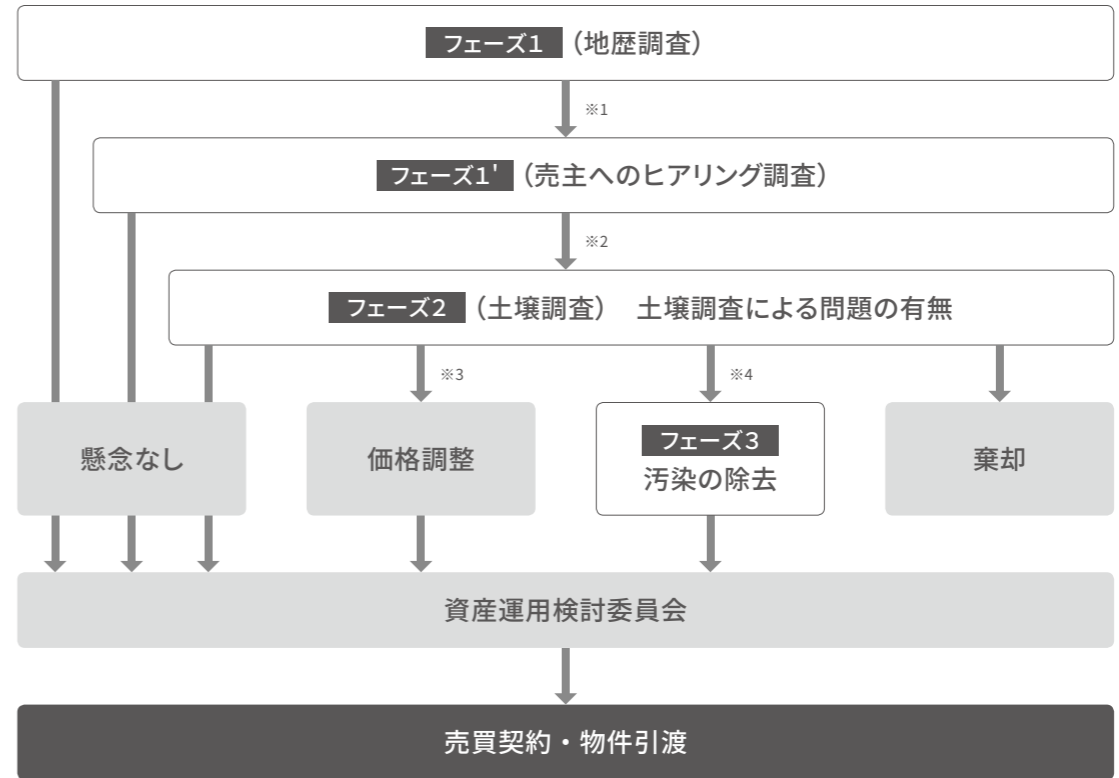 フェーズ1 (地歴調査)
※1
フェーズ1' (売主へのヒアリング調査)
※2
フェーズ2 (土壌調査) 土壌調査による問題の有無
※3
※4
懸念なし
価格調整
フェーズ3
汚染の除去
棄却
資産運用検討委員会
売買契約・物件引渡